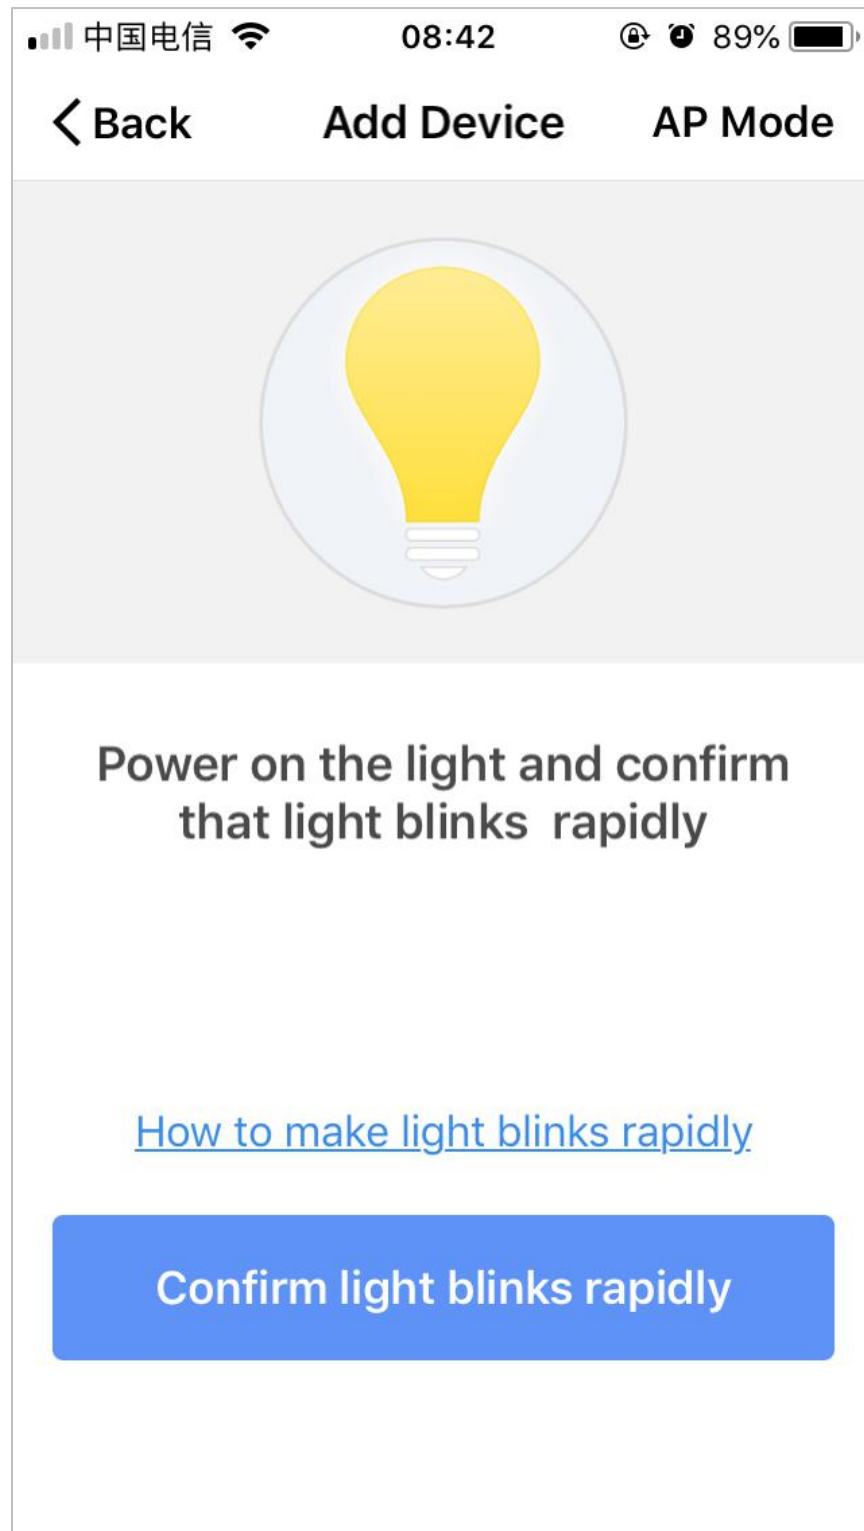 中国电信 08:42 89%
Back Add Device AP Mode
Power on the light and confirm
that light blinks rapidly
How to make light blinks rapidly
Confirm light blinks rapidly